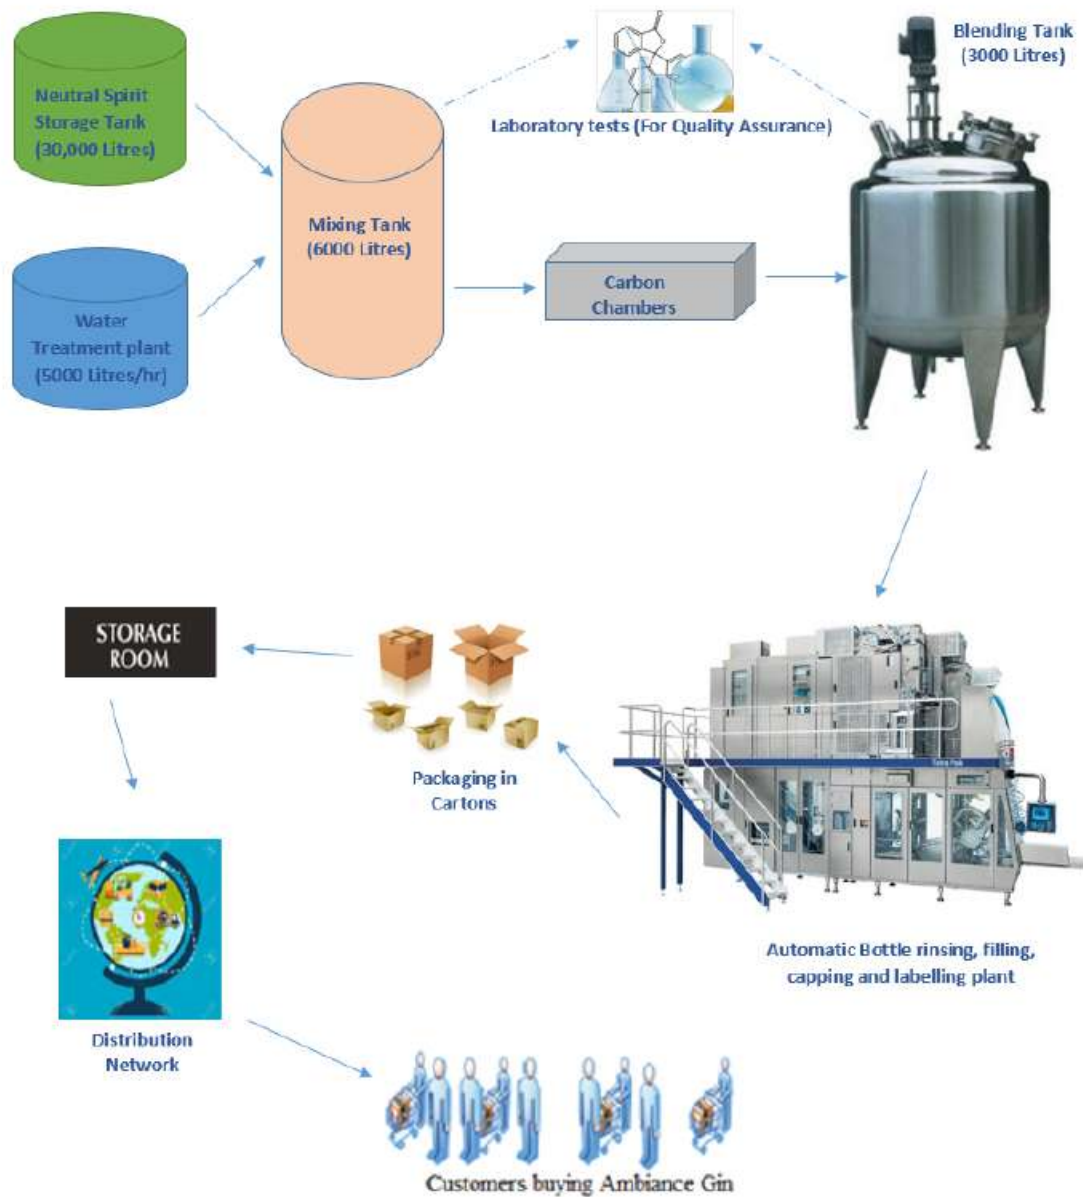 Neutral Spirit
Storage Tank
(30,000 Litres)
Water
Treatment plant
(5000 Litres/hr)
Mixing Tank
(6000 Litres)
Laboratory tests (For Quality Assurance)
Carbon
Chambers
Blending Tank
(3000 Litres)
Automatic Bottle rinsing, filling,
capping and labelling plant
Packaging in
Cartons
STORAGE
ROOM
Distribution
Network
Customers buying Ambiance Gin